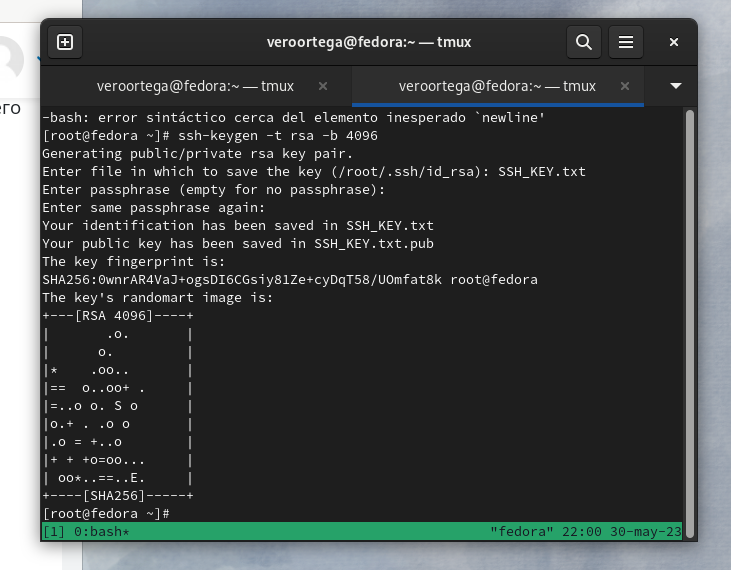 его
veroortega@fedora:~ — tmux
veroortega@fedora:~ — tmux × veroortega@fedora:~ — tmux ×
-bash: error sintáctico cerca del elemento inesperado `newline'
[root@fedora ~]# ssh-keygen -t rsa -b 4096
Generating public/private rsa key pair.
Enter file in which to save the key (/root/.ssh/id_rsa): SSH_KEY.txt
Enter passphrase (empty for no passphrase):
Enter same passphrase again:
Your identification has been saved in SSH_KEY.txt
Your public key has been saved in SSH_KEY.txt.pub
The key fingerprint is:
SHA256:0wnrAR4VaJ+ogsDI6CGsiy81Ze+cyDqT58/UOmfat8k root@fedora
The key's randomart image is:
+---[RSA 4096]----+
|       .o.       |
|      o.         |
|*    .oo..       |
|==  o..oo+ .     |
|=..o o. S o      |
|o.+ . .o o       |
|.o = +..o        |
|+ + +o=oo...     |
| oo*..==..E.     |
+----[SHA256]-----+
[root@fedora ~]#
[1] 0:bash* "fedora" 22:00 30-may-23